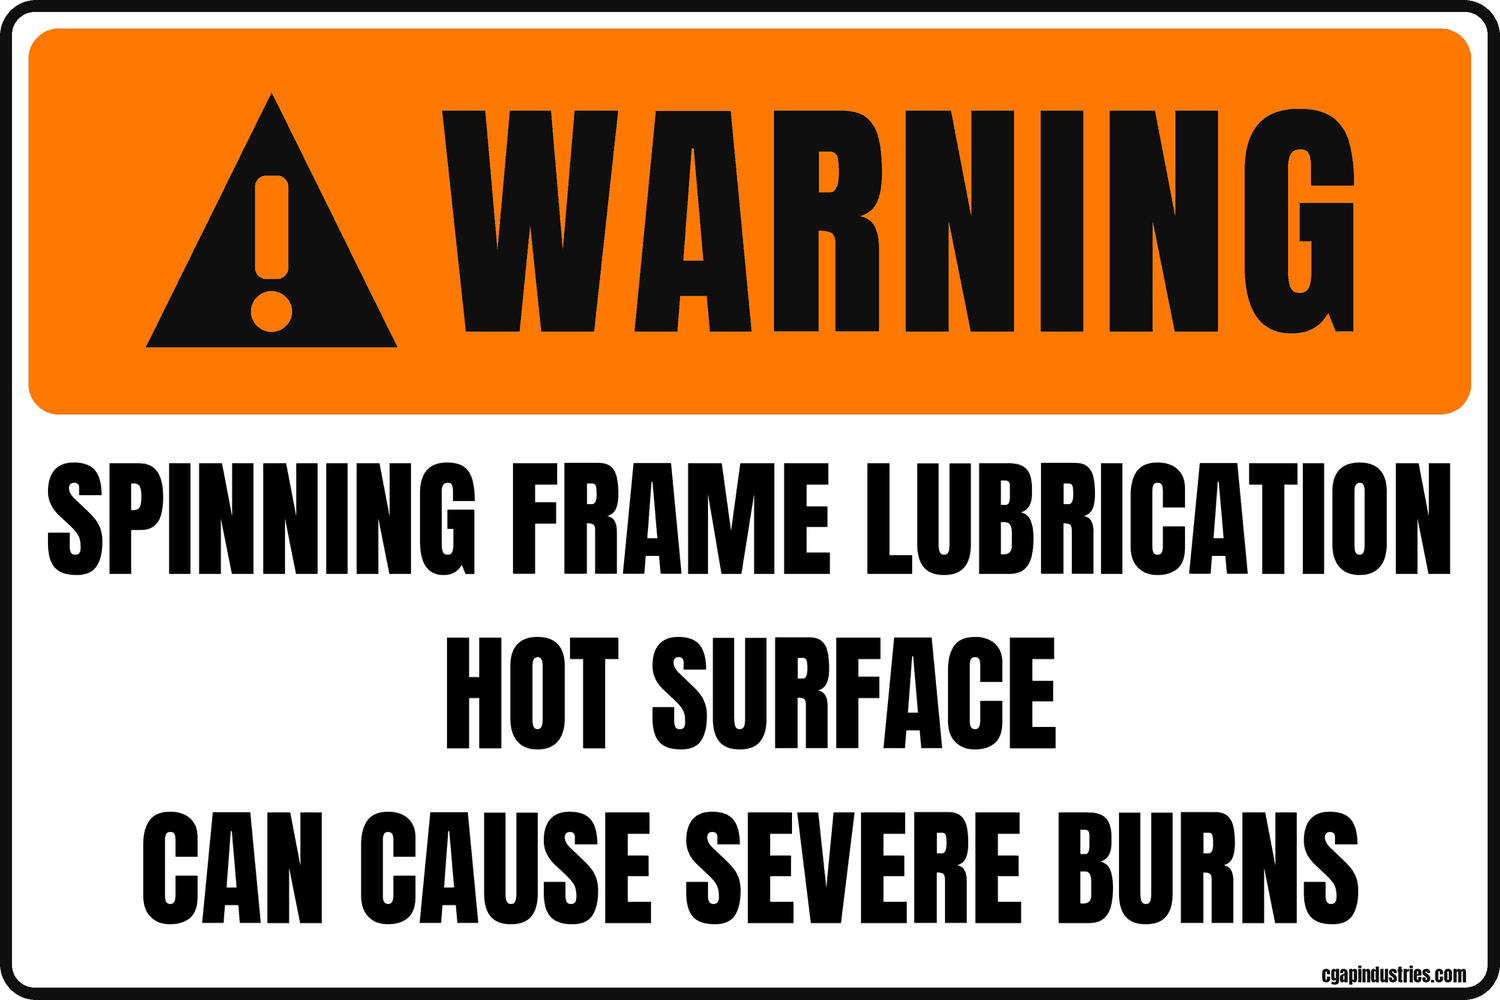 WARNING
SPINNING FRAME LUBRICATION
HOT SURFACE
CAN CAUSE SEVERE BURNS
cgapindustries.com